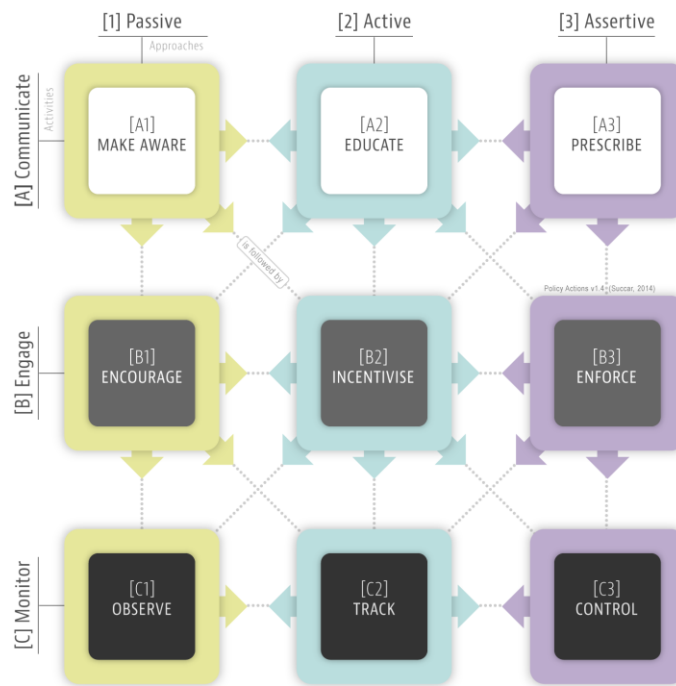 [1] Passive
[2] Active
[3] Assertive
Approaches
Activities
[A] Communicate
[A1]
MAKE AWARE
[A2]
EDUCATE
[A3]
PRESCRIBE
is followed by
Policy Actions v1.4 (Succar, 2014)
[B] Engage
[B1]
ENCOURAGE
[B2]
INCENTIVISE
[B3]
ENFORCE
[C] Monitor
[C1]
OBSERVE
[C2]
TRACK
[C3]
CONTROL